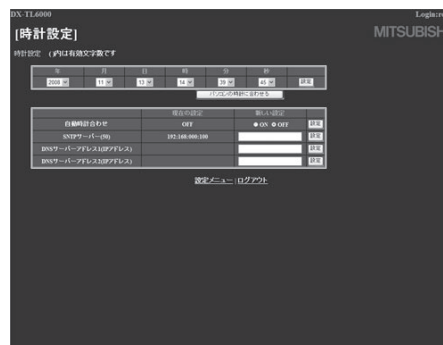 DX-TL6000
Login:ro
[時計設定]
MITSUBISH
時計設定 ( )内は有効文字数です
年 月 日 時 分 秒
2008 11 13 14 39 46 設定
パソコンの時計に合わせる
現在の設定 新しい設定
自動時計合わせ OFF ON OFF 設定
SNTPサーバー(50) 192.168.000.100 設定
DNSサーバーアドレス1(IPアドレス) 設定
DNSサーバーアドレス2(IPアドレス) 設定
設定メニュー | ログアウト